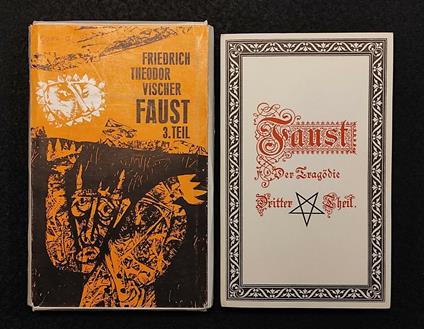 FRIEDRICH
THEODOR
VISCHER
FAUST
3. TEIL
Faust.
Der Tragödie
Dritter Theil.